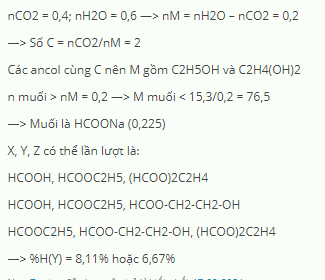 nCO2 = 0,4; nH2O = 0,6 —> nM = nH2O – nCO2 = 0,2
—> Số C = nCO2/nM = 2
Các ancol cùng C nên M gồm C2H5OH và C2H4(OH)2
n muối > nM = 0,2 —> M muối < 15,3/0,2 = 76,5
—> Muối là HCOONa (0,225)
X, Y, Z có thể lần lượt là:
HCOOH, HCOOC2H5, (HCOO)2C2H4
HCOOH, HCOOC2H5, HCOO-CH2-CH2-OH
HCOOC2H5, HCOO-CH2-CH2-OH, (HCOO)2C2H4
—> %H(Y) = 8,11% hoặc 6,67%